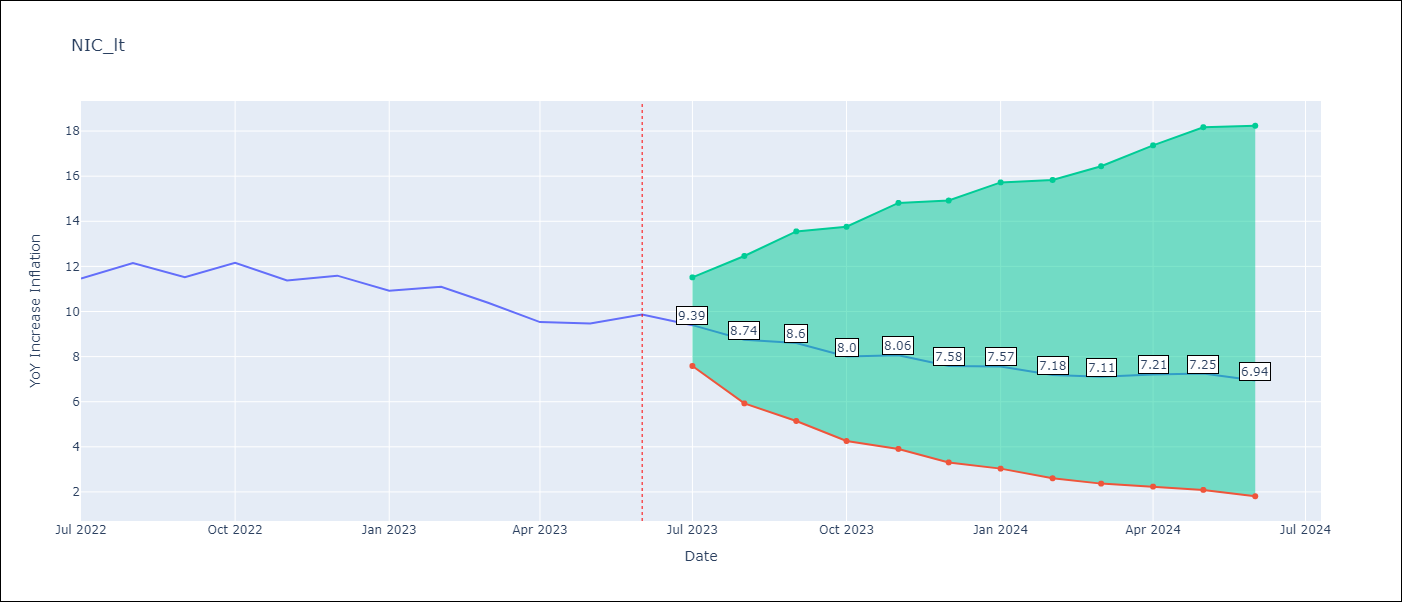 NIC_lt
YoY Increase Inflation
18
16
14
12
10
8
6
4
2
9.39
8.74
8.6
8.0
8.06
7.58
7.57
7.18
7.11
7.21
7.25
6.94
Jul 2022
Oct 2022
Jan 2023
Apr 2023
Jul 2023
Oct 2023
Jan 2024
Apr 2024
Jul 2024
Date